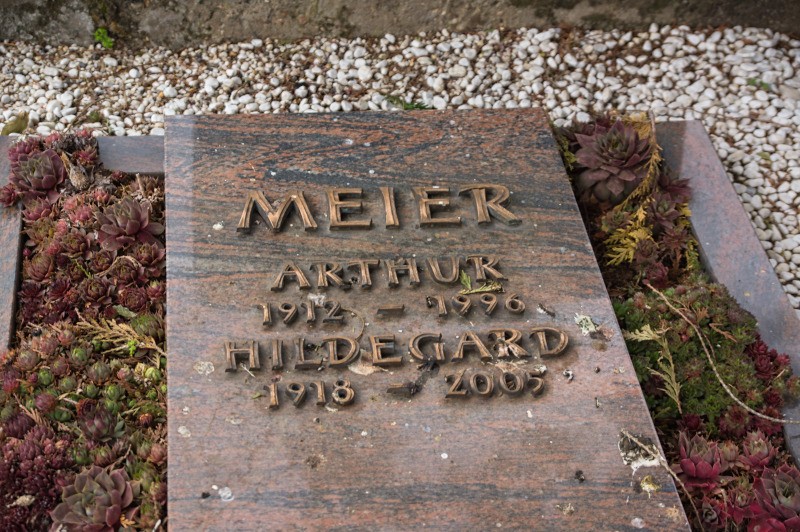 MEIER
ARTHUR
1912 – 1996
HILDEGARD
1918 – 2005